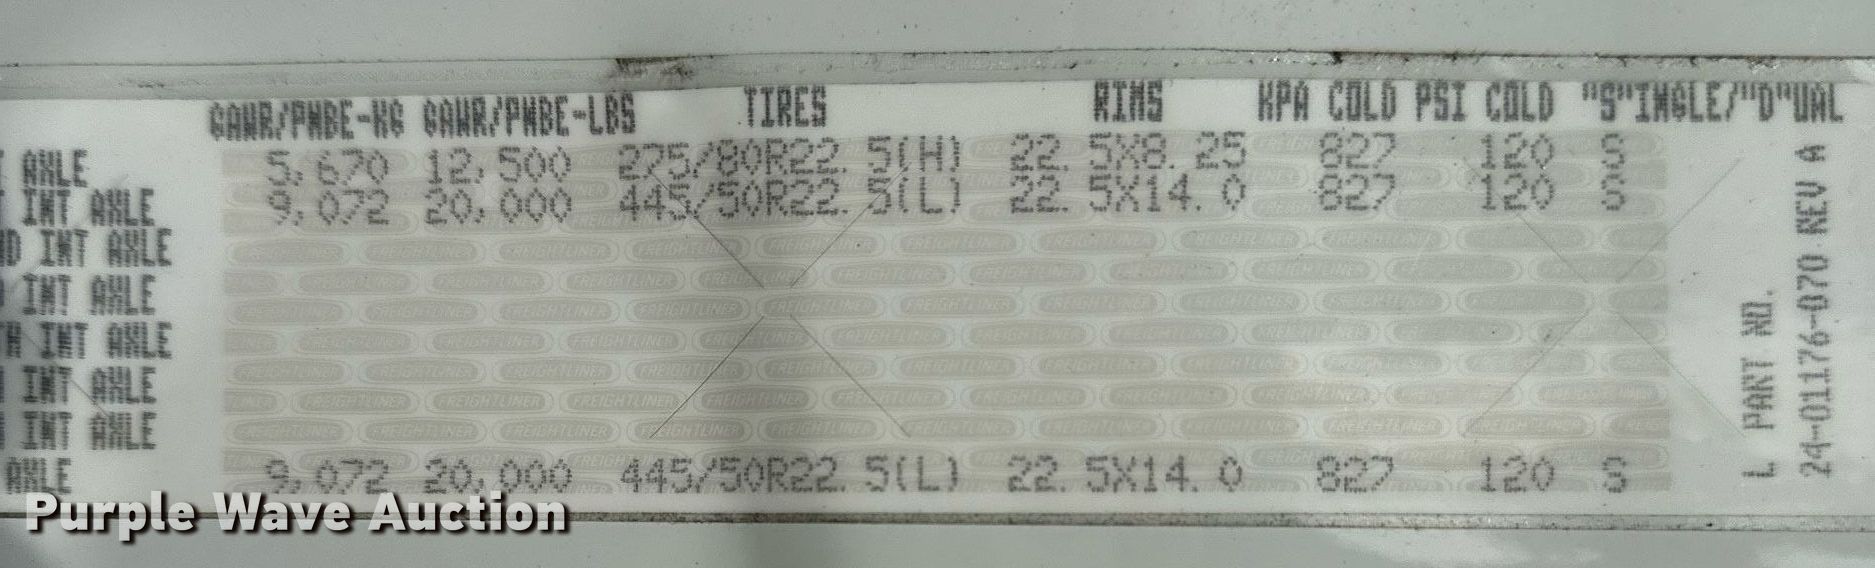 GAWR/PNBE-KG GAWR/PNBE-LBS TIRES RIMS KPA COLD PSI COLD "S"INGLE/"D"UAL
AXLE 5,670 12,500 275/80R22.5(H) 22.5X8.25 827 120 S
INT AXLE 9,072 20,000 445/50R22.5(L) 22.5X14.0 827 120 S
D INT AXLE
INT AXLE
H INT AXLE
INT AXLE
INT AXLE
AXLE 9,072 20,000 445/50R22.5(L) 22.5X14.0 827 120 S
L PART NO.
24-01176-070 REV A
FREIGHTLINER
Purple Wave Auction